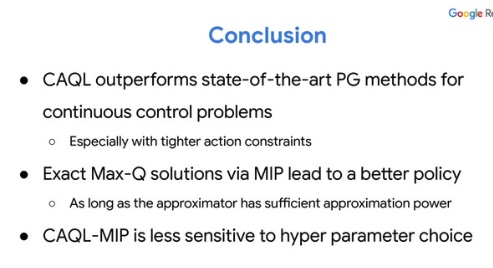 Google
Conclusion
● CAQL outperforms state-of-the-art PG methods for
continuous control problems
○ Especially with tighter action constraints
● Exact Max-Q solutions via MIP lead to a better policy
○ As long as the approximator has sufficient approximation power
● CAQL-MIP is less sensitive to hyper parameter choice